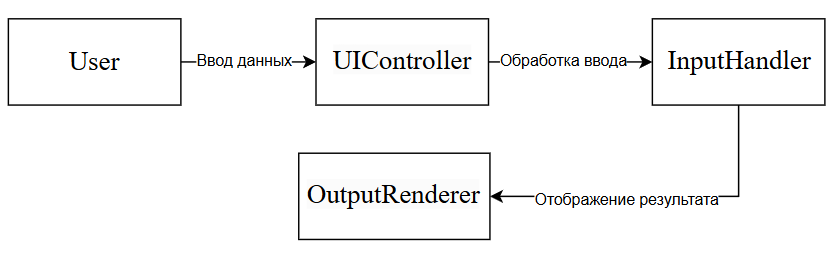 User
Ввод данных
UIController
Обработка ввода
InputHandler
OutputRenderer
Отображение результата